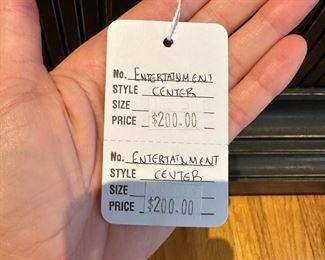 No. ENTERTAINMENT
STYLE CENTER
SIZE
PRICE $200.00
No. ENTERTAINMENT
STYLE CENTER
SIZE
PRICE $200.00